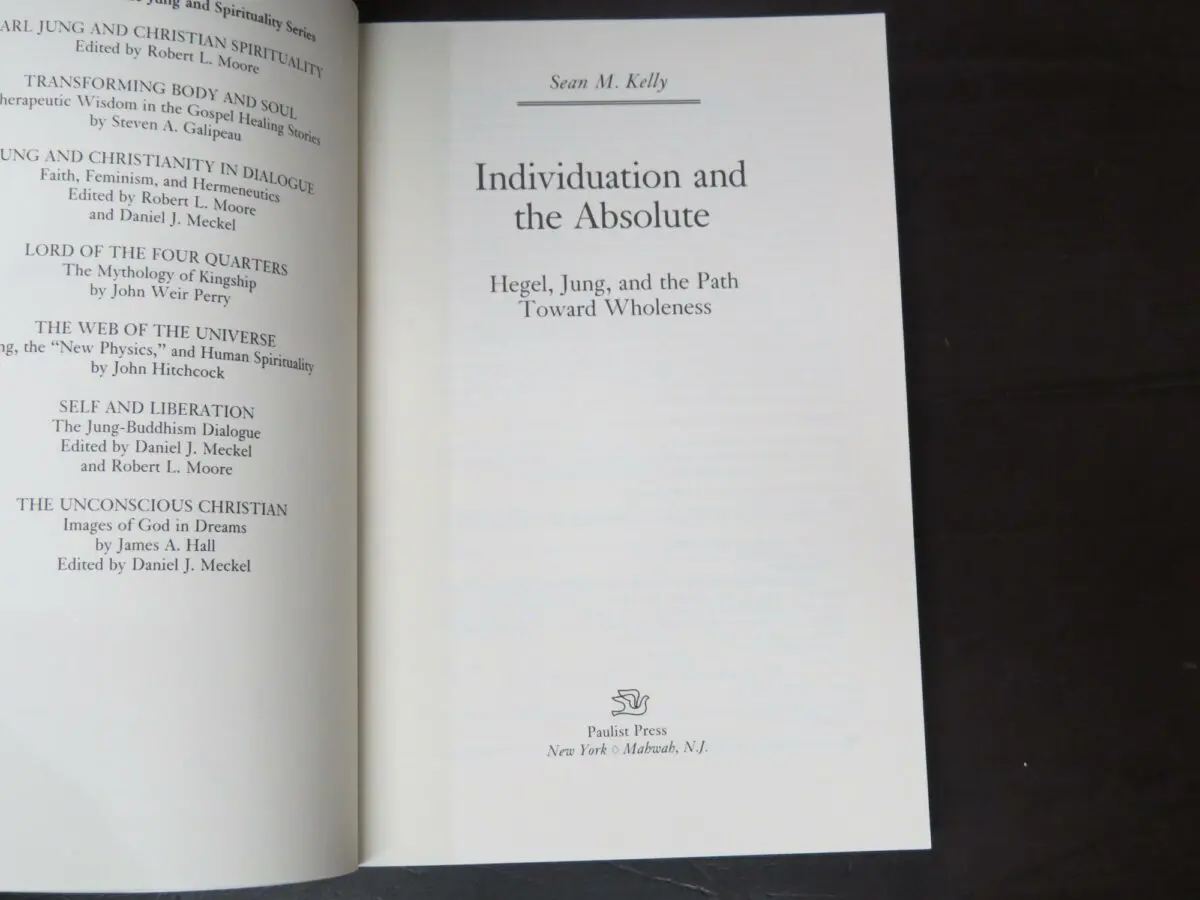 Jung and Spirituality Series
ARL JUNG AND CHRISTIAN SPIRITUALITY
Edited by Robert L. Moore
TRANSFORMING BODY AND SOUL
herapeutic Wisdom in the Gospel Healing Stories
by Steven A. Galipeau
UNG AND CHRISTIANITY IN DIALOGUE
Faith, Feminism, and Hermeneutics
Edited by Robert L. Moore
and Daniel J. Meckel
LORD OF THE FOUR QUARTERS
The Mythology of Kingship
by John Weir Perry
THE WEB OF THE UNIVERSE
ng, the “New Physics,” and Human Spirituality
by John Hitchcock
SELF AND LIBERATION
The Jung-Buddhism Dialogue
Edited by Daniel J. Meckel
and Robert L. Moore
THE UNCONSCIOUS CHRISTIAN
Images of God in Dreams
by James A. Hall
Edited by Daniel J. Meckel
Sean M. Kelly
Individuation and
the Absolute
Hegel, Jung, and the Path
Toward Wholeness
Paulist Press
New York ◇ Mahwah, N.J.